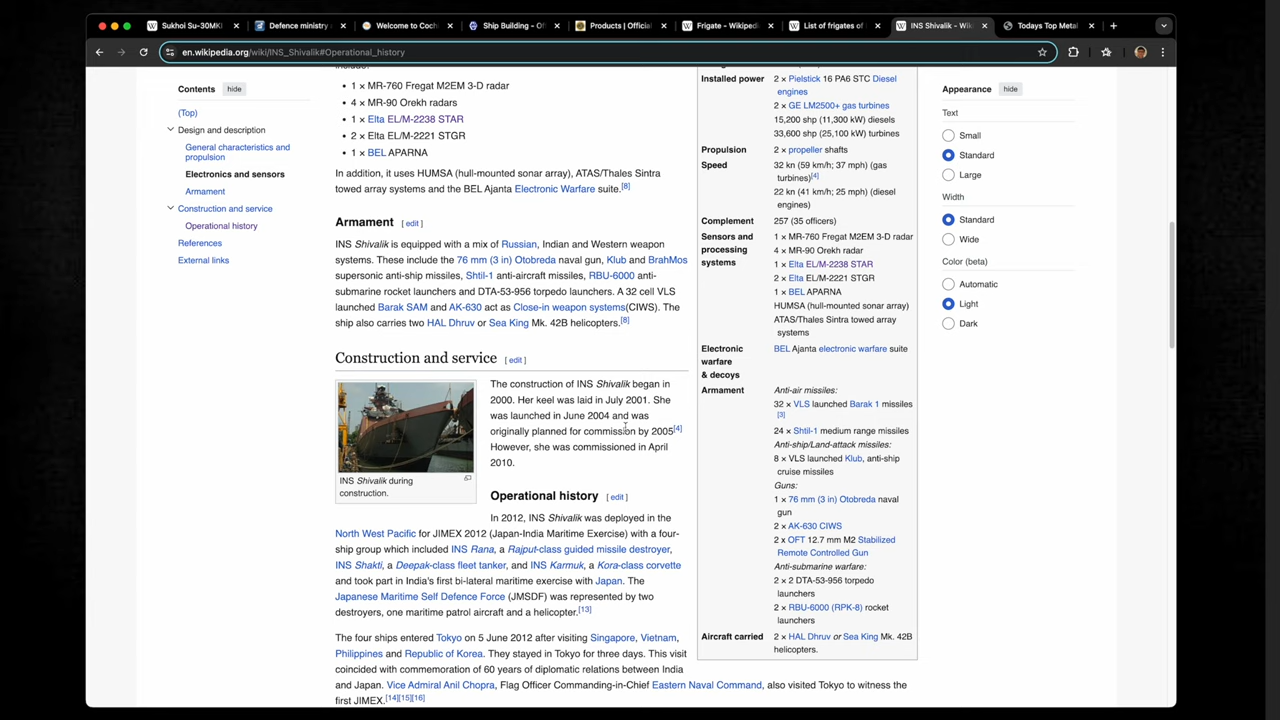 Sukhoi Su-30MKI
Defence ministry a
Welcome to Coch
Ship Building – Of
Products | Official
Frigate - Wikipedi
List of frigates of
INS Shivalik - Wik
Todays Top Metal
en.wikipedia.org/wiki/INS_Shivalik#Operational_history
Contents hide
(Top)
Design and description
General characteristics and
propulsion
Electronics and sensors
Armament
Construction and service
Operational history
References
External links
• 1 × MR-760 Fregat M2EM 3-D radar
• 4 × MR-90 Orekh radars
• 1 × Elta EL/M-2238 STAR
• 2 × Elta EL/M-2221 STGR
• 1 × BEL APARNA
In addition, it uses HUMSA (hull-mounted sonar array), ATAS/Thales Sintra
towed array systems and the BEL Ajanta Electronic Warfare suite.[8]
Armament [ edit ]
INS Shivalik is equipped with a mix of Russian, Indian and Western weapon
systems. These include the 76 mm (3 in) Otobreda naval gun, Klub and BrahMos
supersonic anti-ship missiles, Shtil-1 anti-aircraft missiles, RBU-6000 anti-
submarine rocket launchers and DTA-53-956 torpedo launchers. A 32 cell VLS
launched Barak SAM and AK-630 act as Close-in weapon systems(CIWS). The
ship also carries two HAL Dhruv or Sea King Mk. 42B helicopters.[8]
Construction and service [ edit ]
INS Shivalik during
construction.
The construction of INS Shivalik began in
2000. Her keel was laid in July 2001. She
was launched in June 2004 and was
originally planned for commission by 2005[4]
However, she was commissioned in April
2010.
Operational history [ edit ]
In 2012, INS Shivalik was deployed in the
North West Pacific for JIMEX 2012 (Japan-India Maritime Exercise) with a four-
ship group which included INS Rana, a Rajput-class guided missile destroyer,
INS Shakti, a Deepak-class fleet tanker, and INS Karmuk, a Kora-class corvette
and took part in India's first bi-lateral maritime exercise with Japan. The
Japanese Maritime Self Defence Force (JMSDF) was represented by two
destroyers, one maritime patrol aircraft and a helicopter.[13]
The four ships entered Tokyo on 5 June 2012 after visiting Singapore, Vietnam,
Philippines and Republic of Korea. They stayed in Tokyo for three days. This visit
coincided with commemoration of 60 years of diplomatic relations between India
and Japan. Vice Admiral Anil Chopra, Flag Officer Commanding-in-Chief Eastern Naval Command, also visited Tokyo to witness the
first JIMEX.[14][15][16]
Installed power
2 × Pielstick 16 PA6 STC Diesel
engines
2 × GE LM2500+ gas turbines
15,200 shp (11,300 kW) diesels
33,600 shp (25,100 kW) turbines
Propulsion
2 × propeller shafts
Speed
32 kn (59 km/h; 37 mph) (gas
turbines)[4]
22 kn (41 km/h; 25 mph) (diesel
engines)
Complement
257 (35 officers)
Sensors and
processing
systems
1 × MR-760 Fregat M2EM 3-D radar
4 × MR-90 Orekh radar
1 × Elta EL/M-2238 STAR
2 × Elta EL/M-2221 STGR
1 × BEL APARNA
HUMSA (hull-mounted sonar array)
ATAS/Thales Sintra towed array
systems
Electronic
warfare
& decoys
BEL Ajanta electronic warfare suite
Armament
Anti-air missiles:
32 × VLS launched Barak 1 missiles
[3]
24 × Shtil-1 medium range missiles
Anti-ship/Land-attack missiles:
8 × VLS launched Klub, anti-ship
cruise missiles
Guns:
1 × 76 mm (3 in) Otobreda naval
gun
2 × AK-630 CIWS
2 × OFT 12.7 mm M2 Stabilized
Remote Controlled Gun
Anti-submarine warfare:
2 × 2 DTA-53-956 torpedo
launchers
2 × RBU-6000 (RPK-8) rocket
launchers
Aircraft carried
2 × HAL Dhruv or Sea King Mk. 42B
helicopters.
Appearance hide
Text
Small
Standard
Large
Width
Standard
Wide
Color (beta)
Automatic
Light
Dark